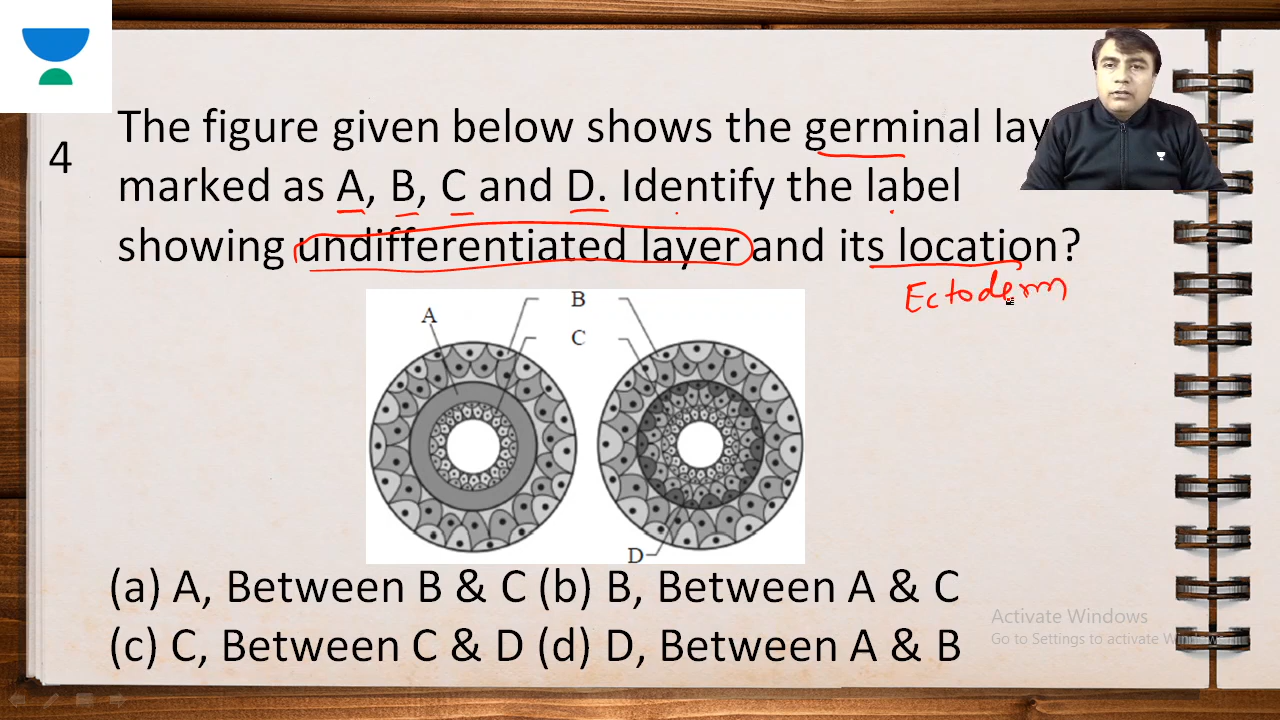 The figure given below shows the germinal lay
4
marked as A, B, C and D. Identify the label
showing undifferentiated layer and its location?
Ectoderm
B
A
C
D
(a) A, Between B & C (b) B, Between A & C
(c) C, Between C & D (d) D, Between A & B
Activate Windows
Go to Settings to activate Windows.